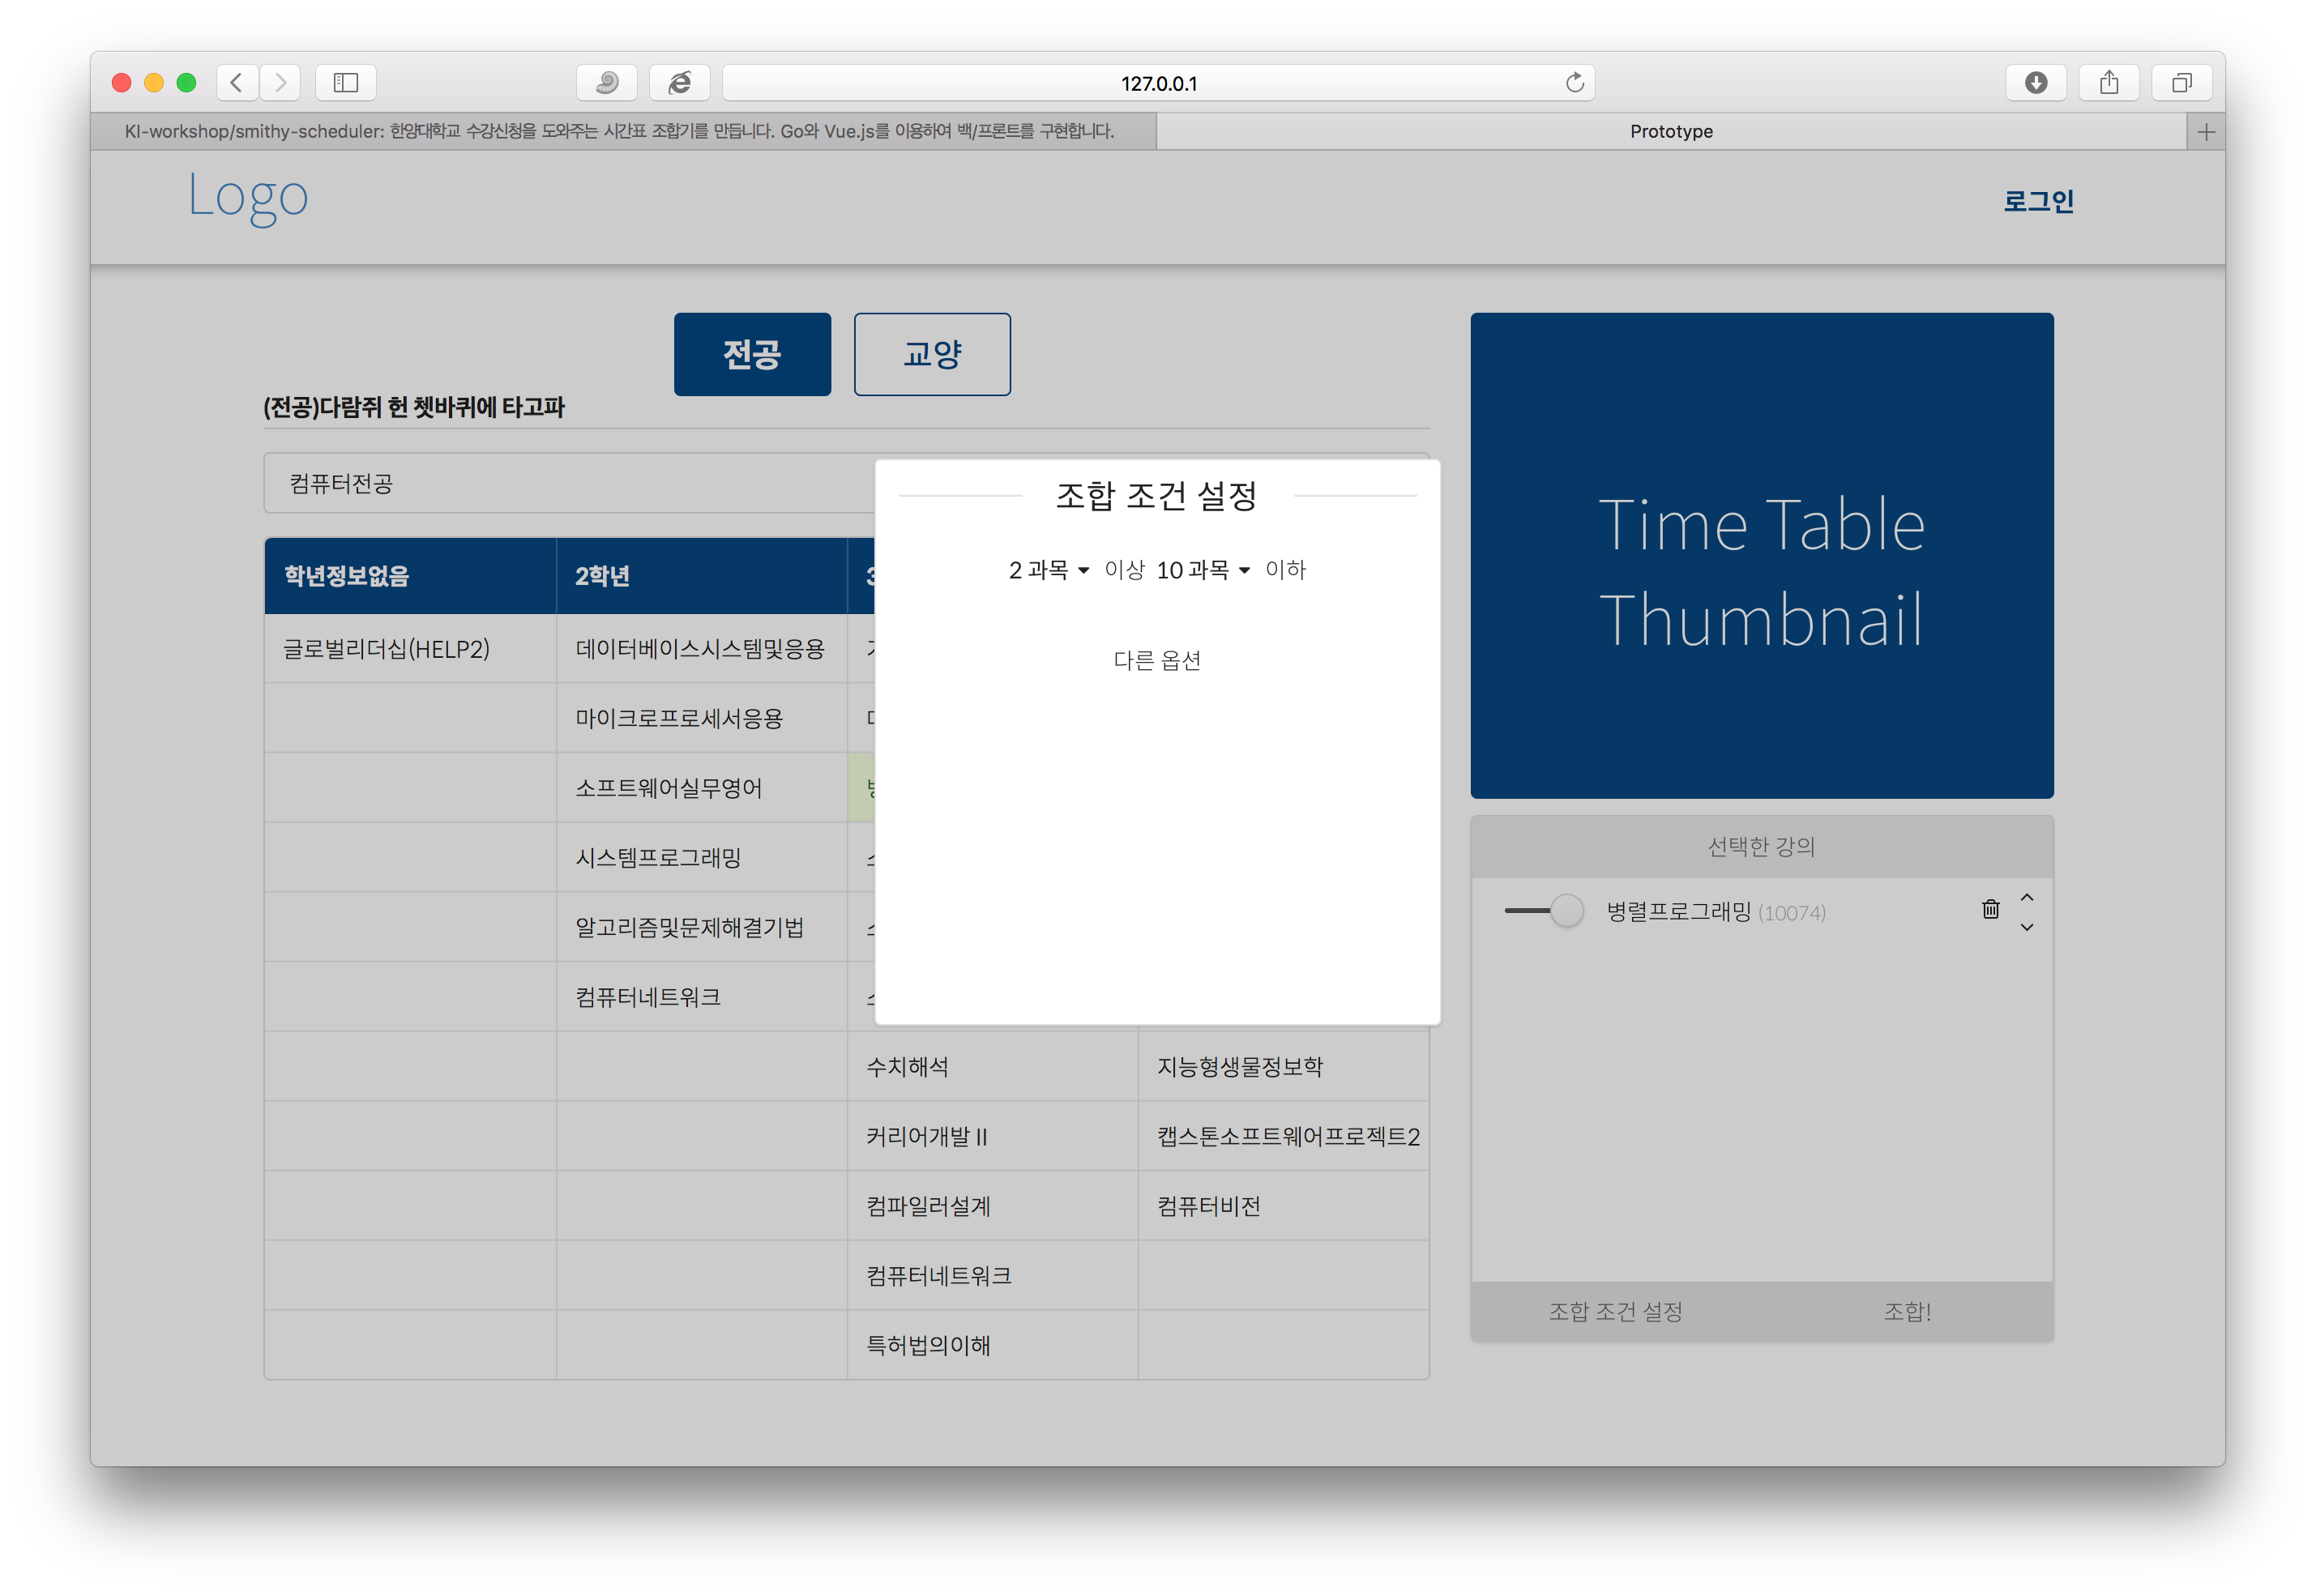 127.0.0.1
KI-workshop/smithy-scheduler: 한양대학교 수강신청을 도와주는 시간표 조합기를 만듭니다. Go와 Vue.js를 이용하여 백/프론트를 구현합니다.
Prototype
Logo
로그인
전공
교양
(전공)다람쥐 헌 쳇바퀴에 타고파
컴퓨터전공
조합 조건 설정
2 과목 이상 10 과목 이하
다른 옵션
학년정보없음
2학년
3
글로벌리더십(HELP2)
데이터베이스시스템및응용
마이크로프로세서응용
소프트웨어실무영어
시스템프로그래밍
알고리즘및문제해결기법
컴퓨터네트워크
수치해석
지능형생물정보학
커리어개발 II
캡스톤소프트웨어프로젝트2
컴파일러설계
컴퓨터비전
컴퓨터네트워크
특허법의이해
Time Table
Thumbnail
선택한 강의
병렬프로그래밍 (10074)
조합 조건 설정
조합!